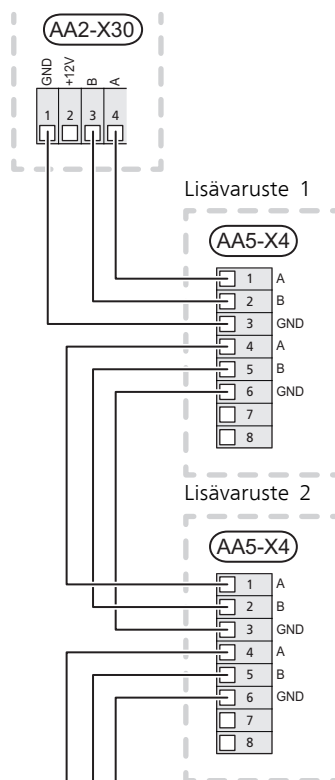 AA2-X30
GND +12V B A
1 2 3 4
Lisävaruste 1
AA5-X4
1 A
2 B
3 GND
4 A
5 B
6 GND
7
8
Lisävaruste 2
AA5-X4
1 A
2 B
3 GND
4 A
5 B
6 GND
7
8